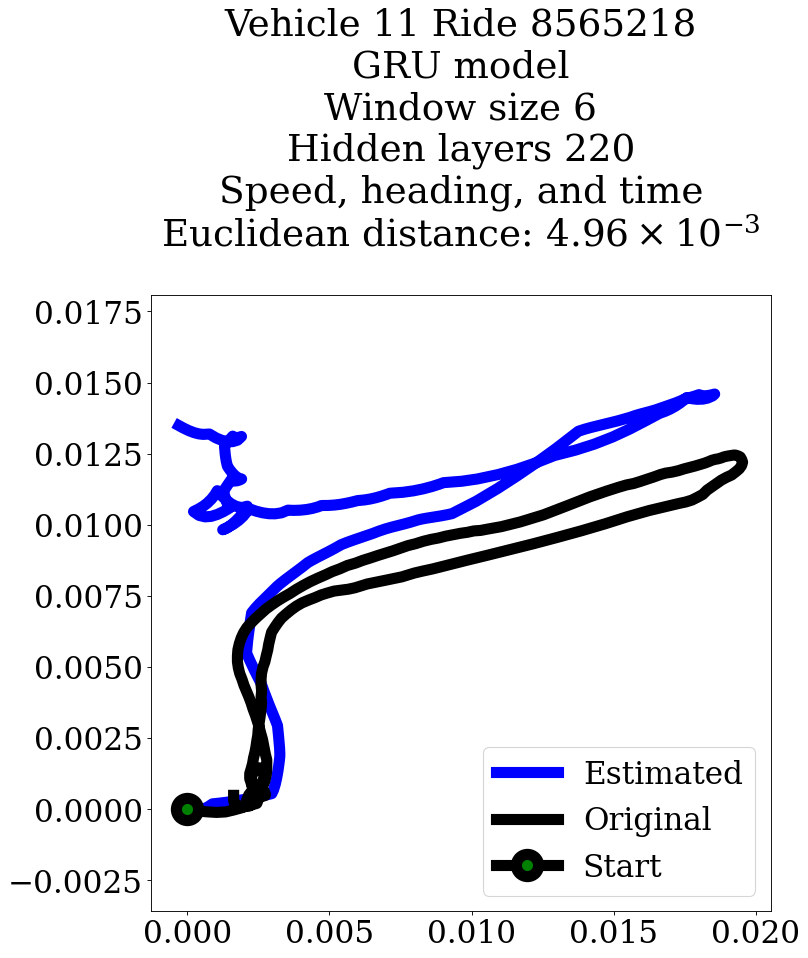 Vehicle 11 Ride 8565218
GRU model
Window size 6
Hidden layers 220
Speed, heading, and time
Euclidean distance: 4.96 × 10⁻³
0.0175
0.0150
0.0125
0.0100
0.0075
0.0050
0.0025
0.0000
−0.0025
Estimated
Original
Start
0.000 0.005 0.010 0.015 0.020